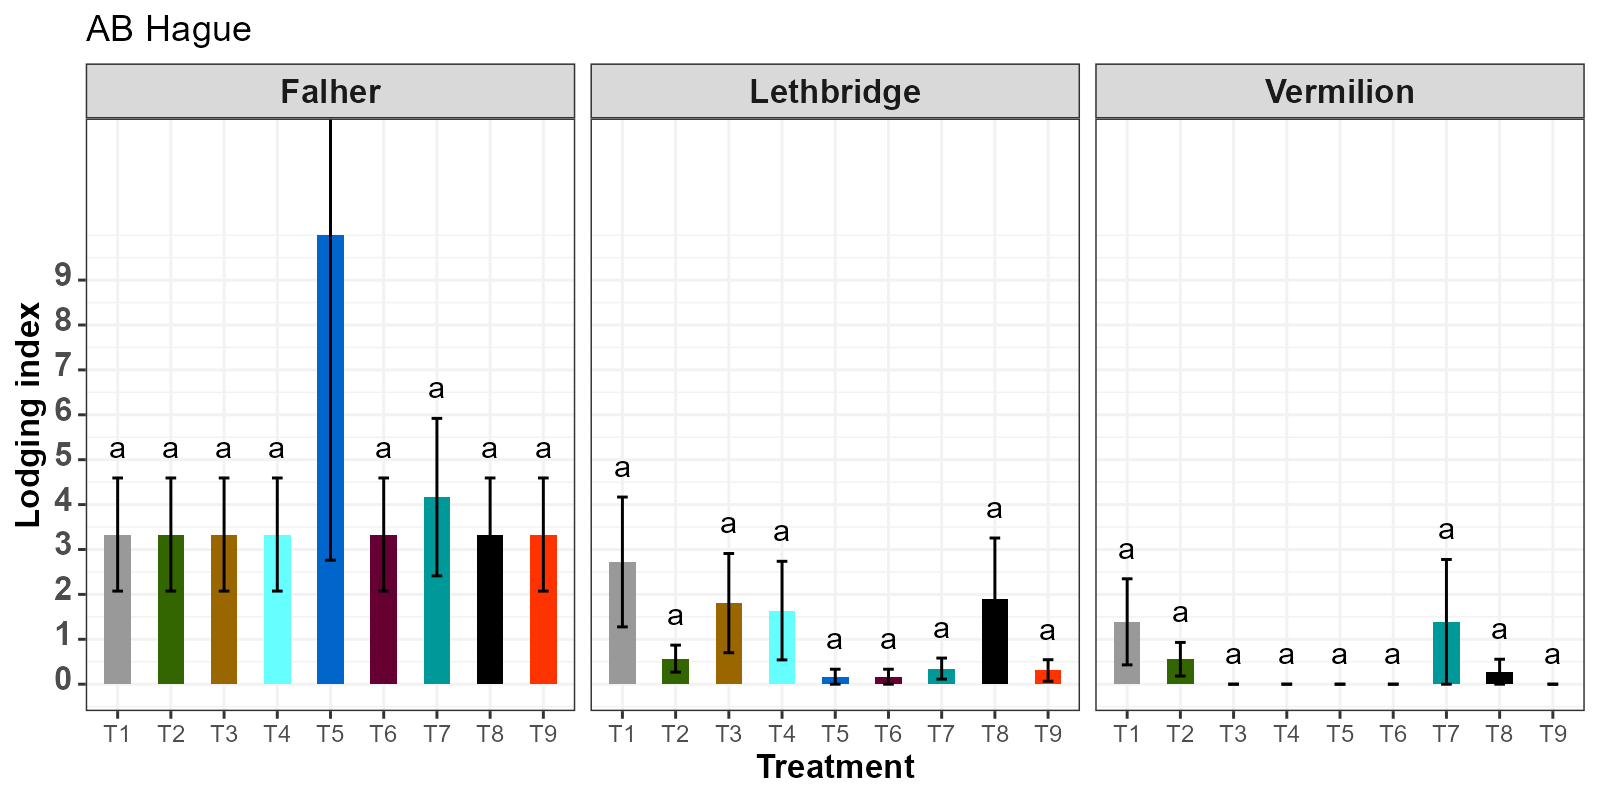 AB Hague
Falher Lethbridge Vermilion
Lodging index
9
8
7
6
5
4
3
2
1
0
a a a a a a a a
a a a a a a a a a
a a a a a a a a a
T1 T2 T3 T4 T5 T6 T7 T8 T9 T1 T2 T3 T4 T5 T6 T7 T8 T9 T1 T2 T3 T4 T5 T6 T7 T8 T9
Treatment